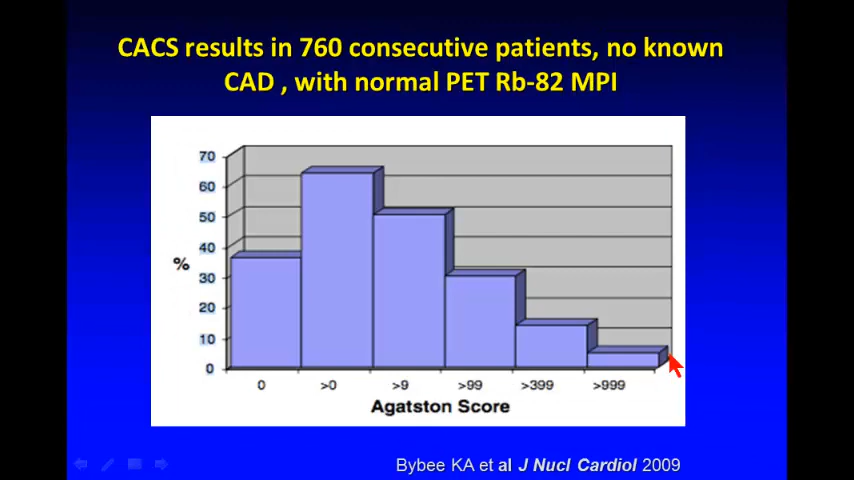 CACS results in 760 consecutive patients, no known
CAD , with normal PET Rb-82 MPI
70
60
50
40
30
20
10
0
%
0 >0 >9 >99 >399 >999
Agatston Score
Bybee KA et al J Nucl Cardiol 2009